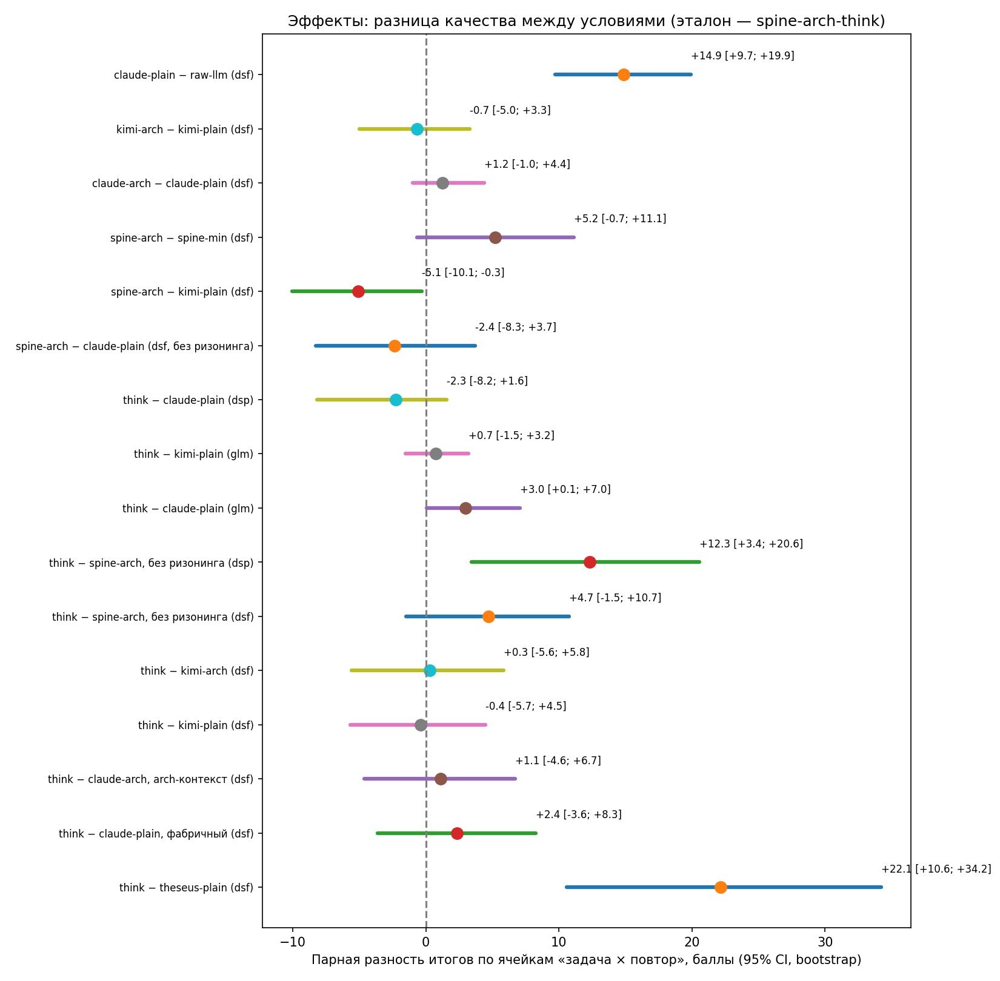 Эффекты: разница качества между условиями (эталон — spine-arch-think)
claude-plain − raw-llm (dsf)
+14.9 [+9.7; +19.9]
kimi-arch − kimi-plain (dsf)
-0.7 [-5.0; +3.3]
claude-arch − claude-plain (dsf)
+1.2 [-1.0; +4.4]
spine-arch − spine-min (dsf)
+5.2 [-0.7; +11.1]
spine-arch − kimi-plain (dsf)
-5.1 [-10.1; -0.3]
spine-arch − claude-plain (dsf, без ризонинга)
-2.4 [-8.3; +3.7]
think − claude-plain (dsp)
-2.3 [-8.2; +1.6]
think − kimi-plain (glm)
+0.7 [-1.5; +3.2]
think − claude-plain (glm)
+3.0 [+0.1; +7.0]
think − spine-arch, без ризонинга (dsp)
+12.3 [+3.4; +20.6]
think − spine-arch, без ризонинга (dsf)
+4.7 [-1.5; +10.7]
think − kimi-arch (dsf)
+0.3 [-5.6; +5.8]
think − kimi-plain (dsf)
-0.4 [-5.7; +4.5]
think − claude-arch, arch-контекст (dsf)
+1.1 [-4.6; +6.7]
think − claude-plain, фабричный (dsf)
+2.4 [-3.6; +8.3]
think − theseus-plain (dsf)
+22.1 [+10.6; +34.2]
−10 0 10 20 30
Парная разность итогов по ячейкам «задача × повтор», баллы (95% CI, bootstrap)